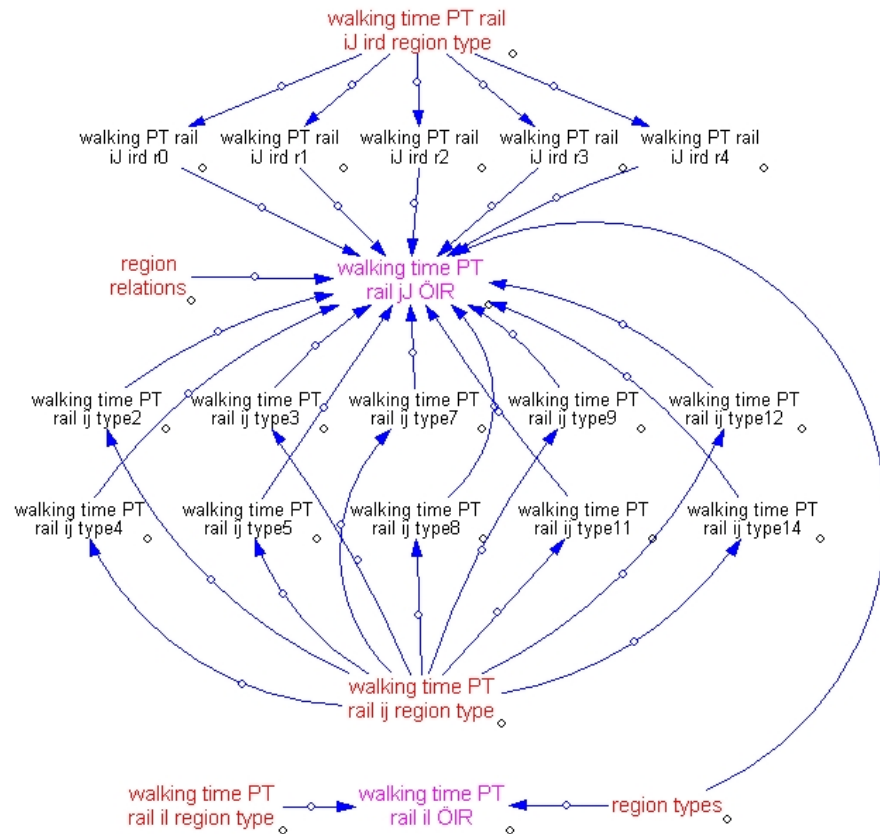 walking time PT rail
iJ ird region type
walking PT rail
iJ ird r0
walking PT rail
iJ ird r1
walking PT rail
iJ ird r2
walking PT rail
iJ ird r3
walking PT rail
iJ ird r4
region
relations
walking time PT
rail jJ ÖIR
walking time PT
rail ij type2
walking time PT
rail ij type3
walking time PT
rail ij type7
walking time PT
rail ij type9
walking time PT
rail ij type12
walking time PT
rail ij type4
walking time PT
rail ij type5
walking time PT
rail ij type8
walking time PT
rail ij type11
walking time PT
rail ij type14
walking time PT
rail ij region type
walking time PT
rail il region type
walking time PT
rail il ÖIR
region types